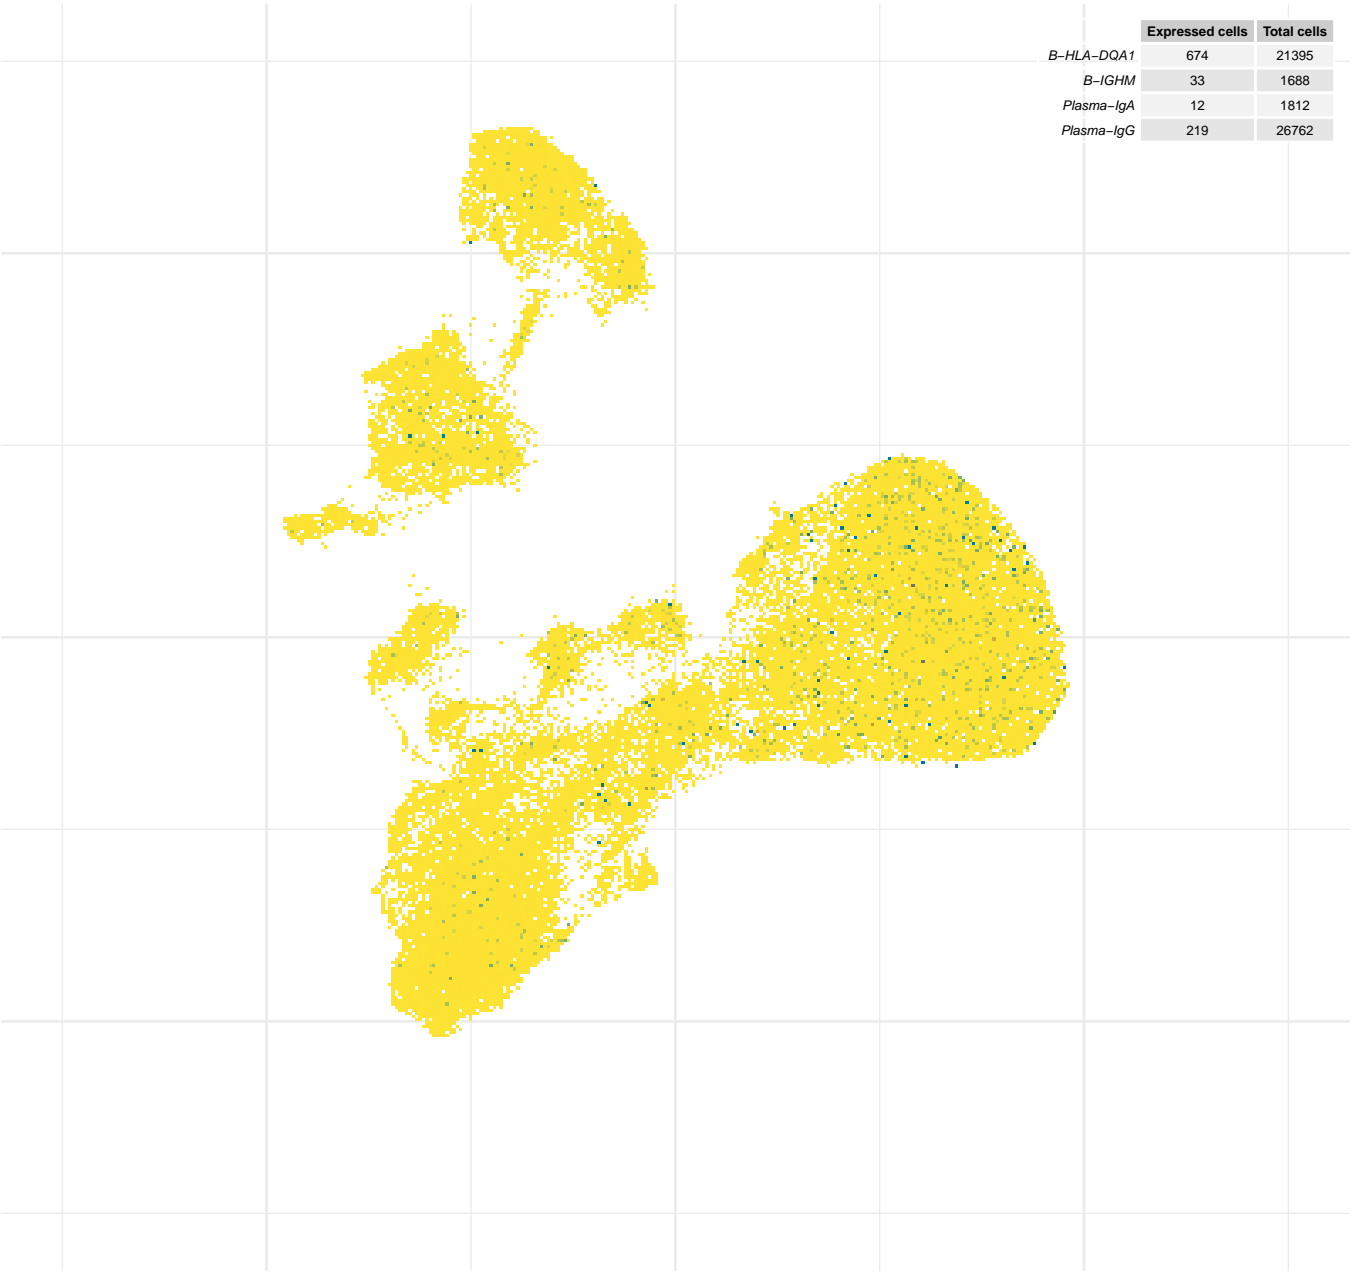 Expressed cells Total cells
B−HLA−DQA1 674 21395
B−IGHM 33 1688
Plasma−IgA 12 1812
Plasma−IgG 219 26762